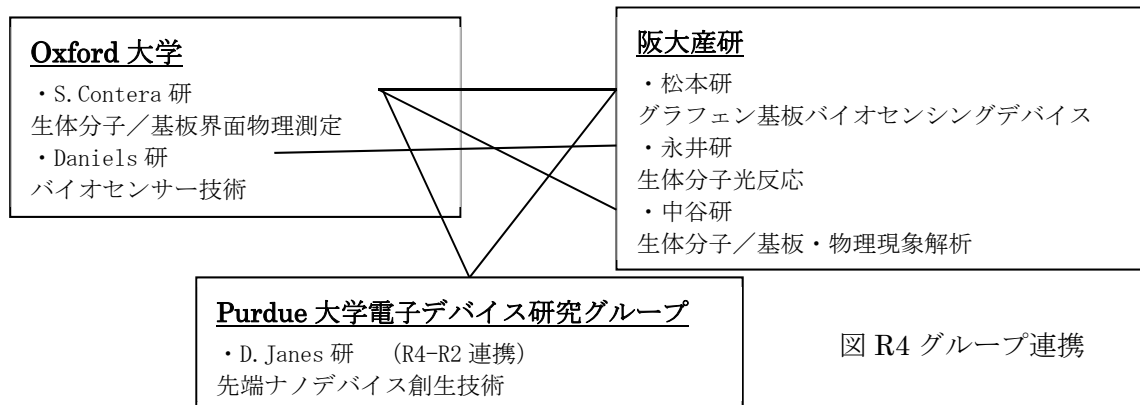 Oxford 大学
・S.Contera 研
生体分子／基板界面物理測定
・Daniels 研
バイオセンサー技術
阪大産研
・松本研
グラフェン基板バイオセンシングデバイス
・永井研
生体分子光反応
・中谷研
生体分子／基板・物理現象解析
Purdue 大学電子デバイス研究グループ
・D.Janes 研 （R4-R2 連携）
先端ナノデバイス創生技術
図 R4 グループ連携